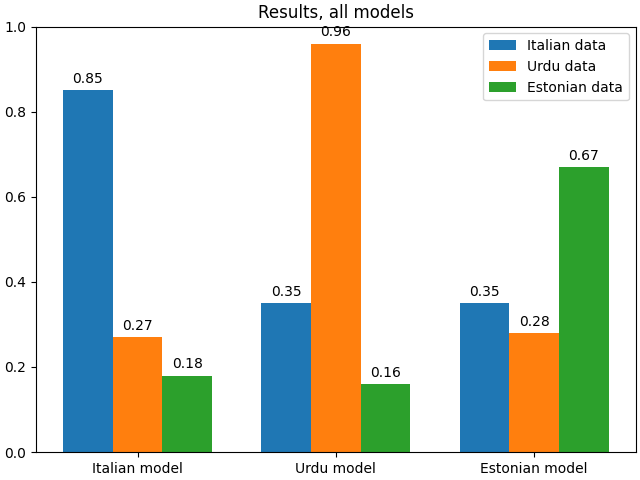 Results, all models
1.0
0.8
0.6
0.4
0.2
0.0
0.85
0.27
0.18
0.35
0.96
0.16
0.35
0.28
0.67
Italian data
Urdu data
Estonian data
Italian model
Urdu model
Estonian model